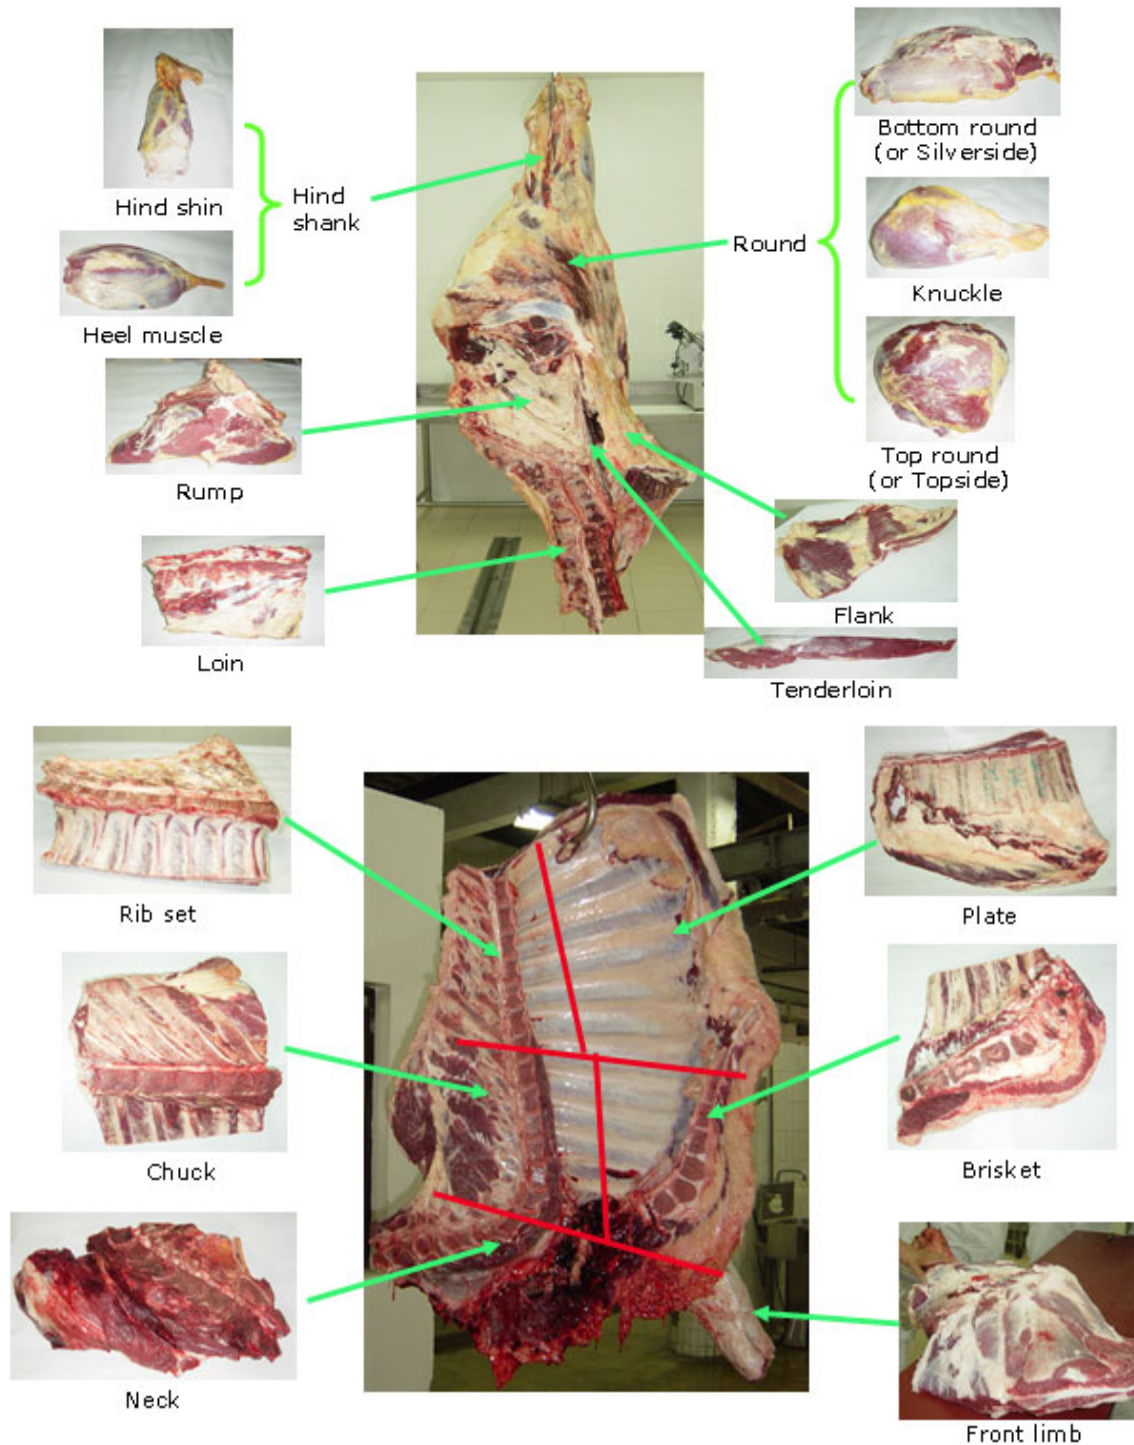 Hind shin
Heel muscle
Hind
shank
Rump
Loin
Bottom round
(or Silverside)
Round
Knuckle
Top round
(or Topside)
Flank
Tenderloin
Rib set
Chuck
Neck
Plate
Brisket
Front limb